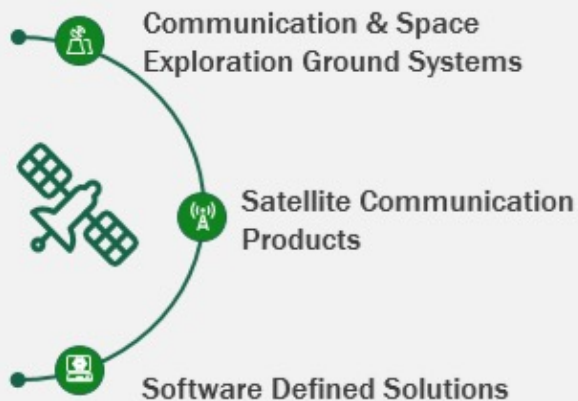 Communication & Space
Exploration Ground Systems
Satellite Communication
Products
Software Defined Solutions